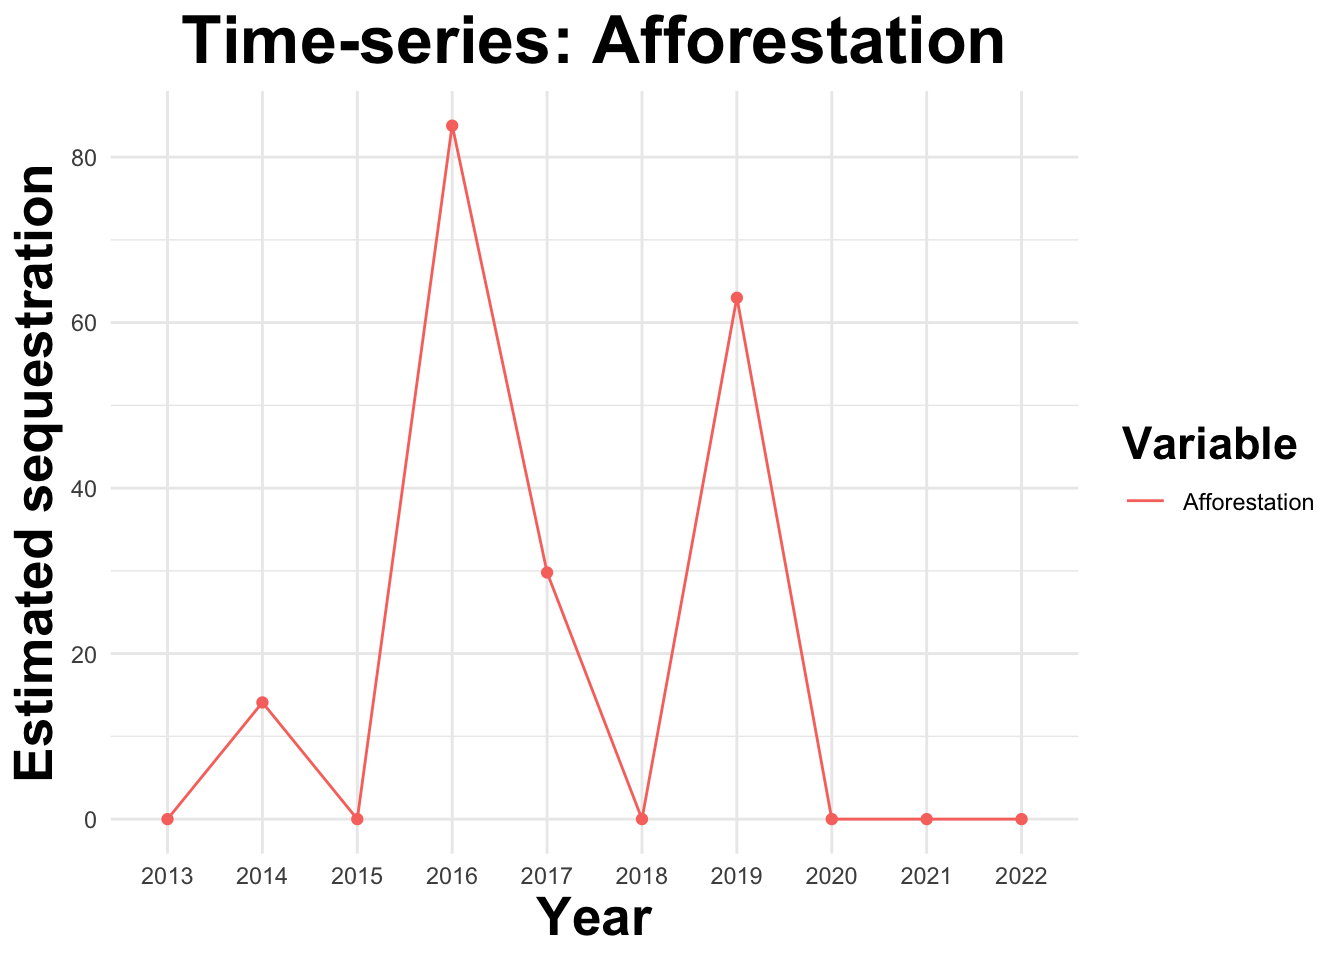 Time-series: Afforestation
Estimated sequestration
80
60
40
20
0
2013 2014 2015 2016 2017 2018 2019 2020 2021 2022
Year
Variable
Afforestation